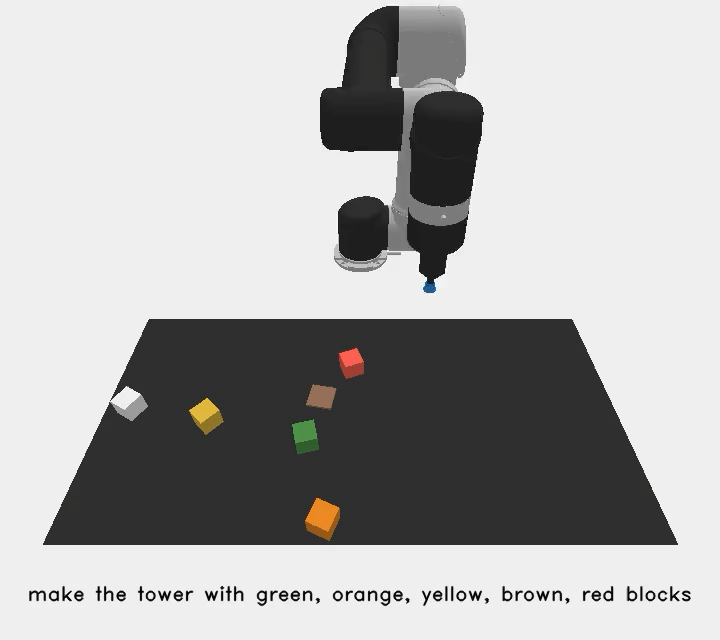 make the tower with green, orange, yellow, brown, red blocks